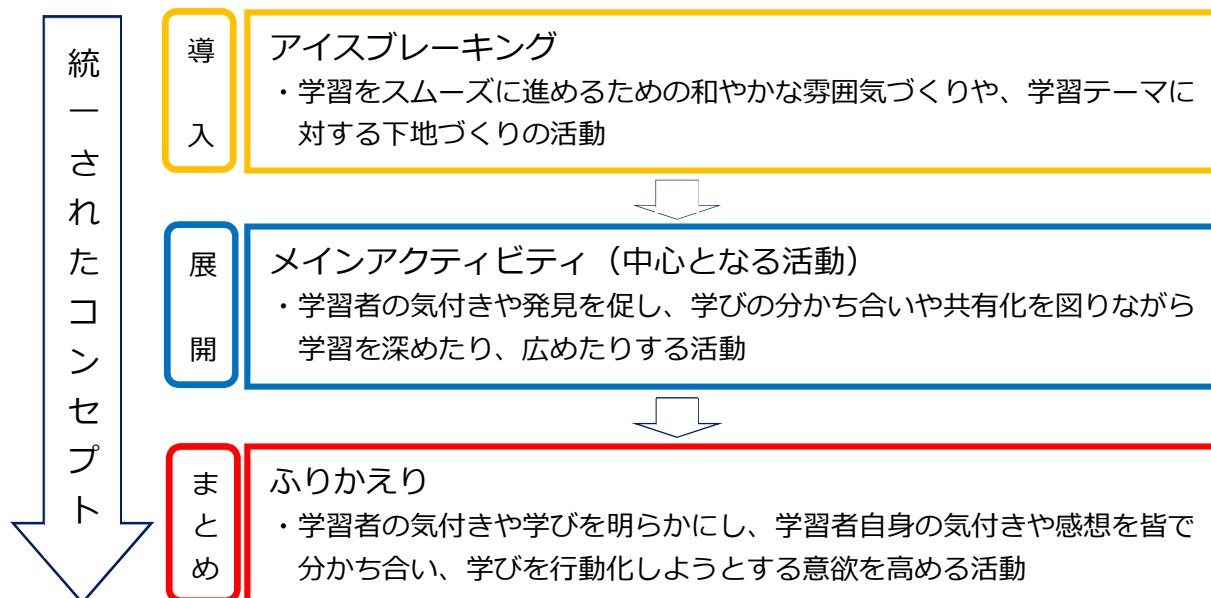 統一されたコンセプト
導入
アイスブレーキング
・学習をスムーズに進めるための和やかな雰囲気づくりや、学習テーマに
対する下地づくりの活動
展開
メインアクティビティ（中心となる活動）
・学習者の気付きや発見を促し、学びの分かち合いや共有化を図りながら
学習を深めたり、広めたりする活動
まとめ
ふりかえり
・学習者の気付きや学びを明らかにし、学習者自身の気付きや感想を皆で
分かち合い、学びを行動化しようとする意欲を高める活動